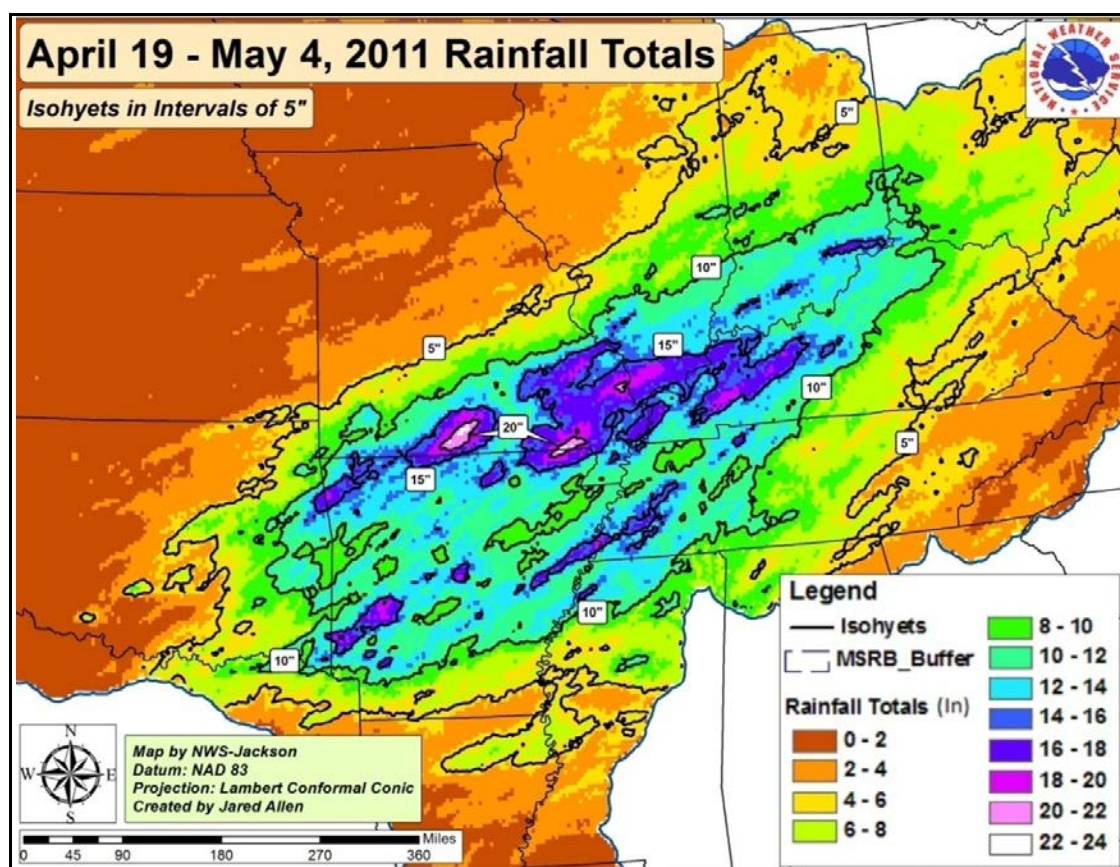 April 19 - May 4, 2011 Rainfall Totals
Isohyets in Intervals of 5"
NATIONAL WEATHER SERVICE
5"
10"
15"
5"
10"
20"
5"
15"
10"
10"
Legend
Isohyets
MSRB_Buffer
Rainfall Totals (In)
0 - 2
2 - 4
4 - 6
6 - 8
8 - 10
10 - 12
12 - 14
14 - 16
16 - 18
18 - 20
20 - 22
22 - 24
N
W E
S
Map by NWS-Jackson
Datum: NAD 83
Projection: Lambert Conformal Conic
Created by Jared Allen
Miles
0 45 90 180 270 360